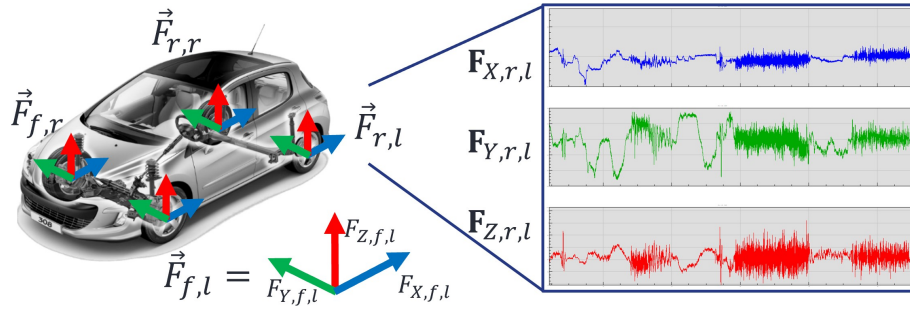 F⃗r,r
F⃗f,r
F⃗r,l
F⃗f,l =
FZ,f,l
FY,f,l
FX,f,l
FX,r,l
FY,r,l
FZ,r,l
308